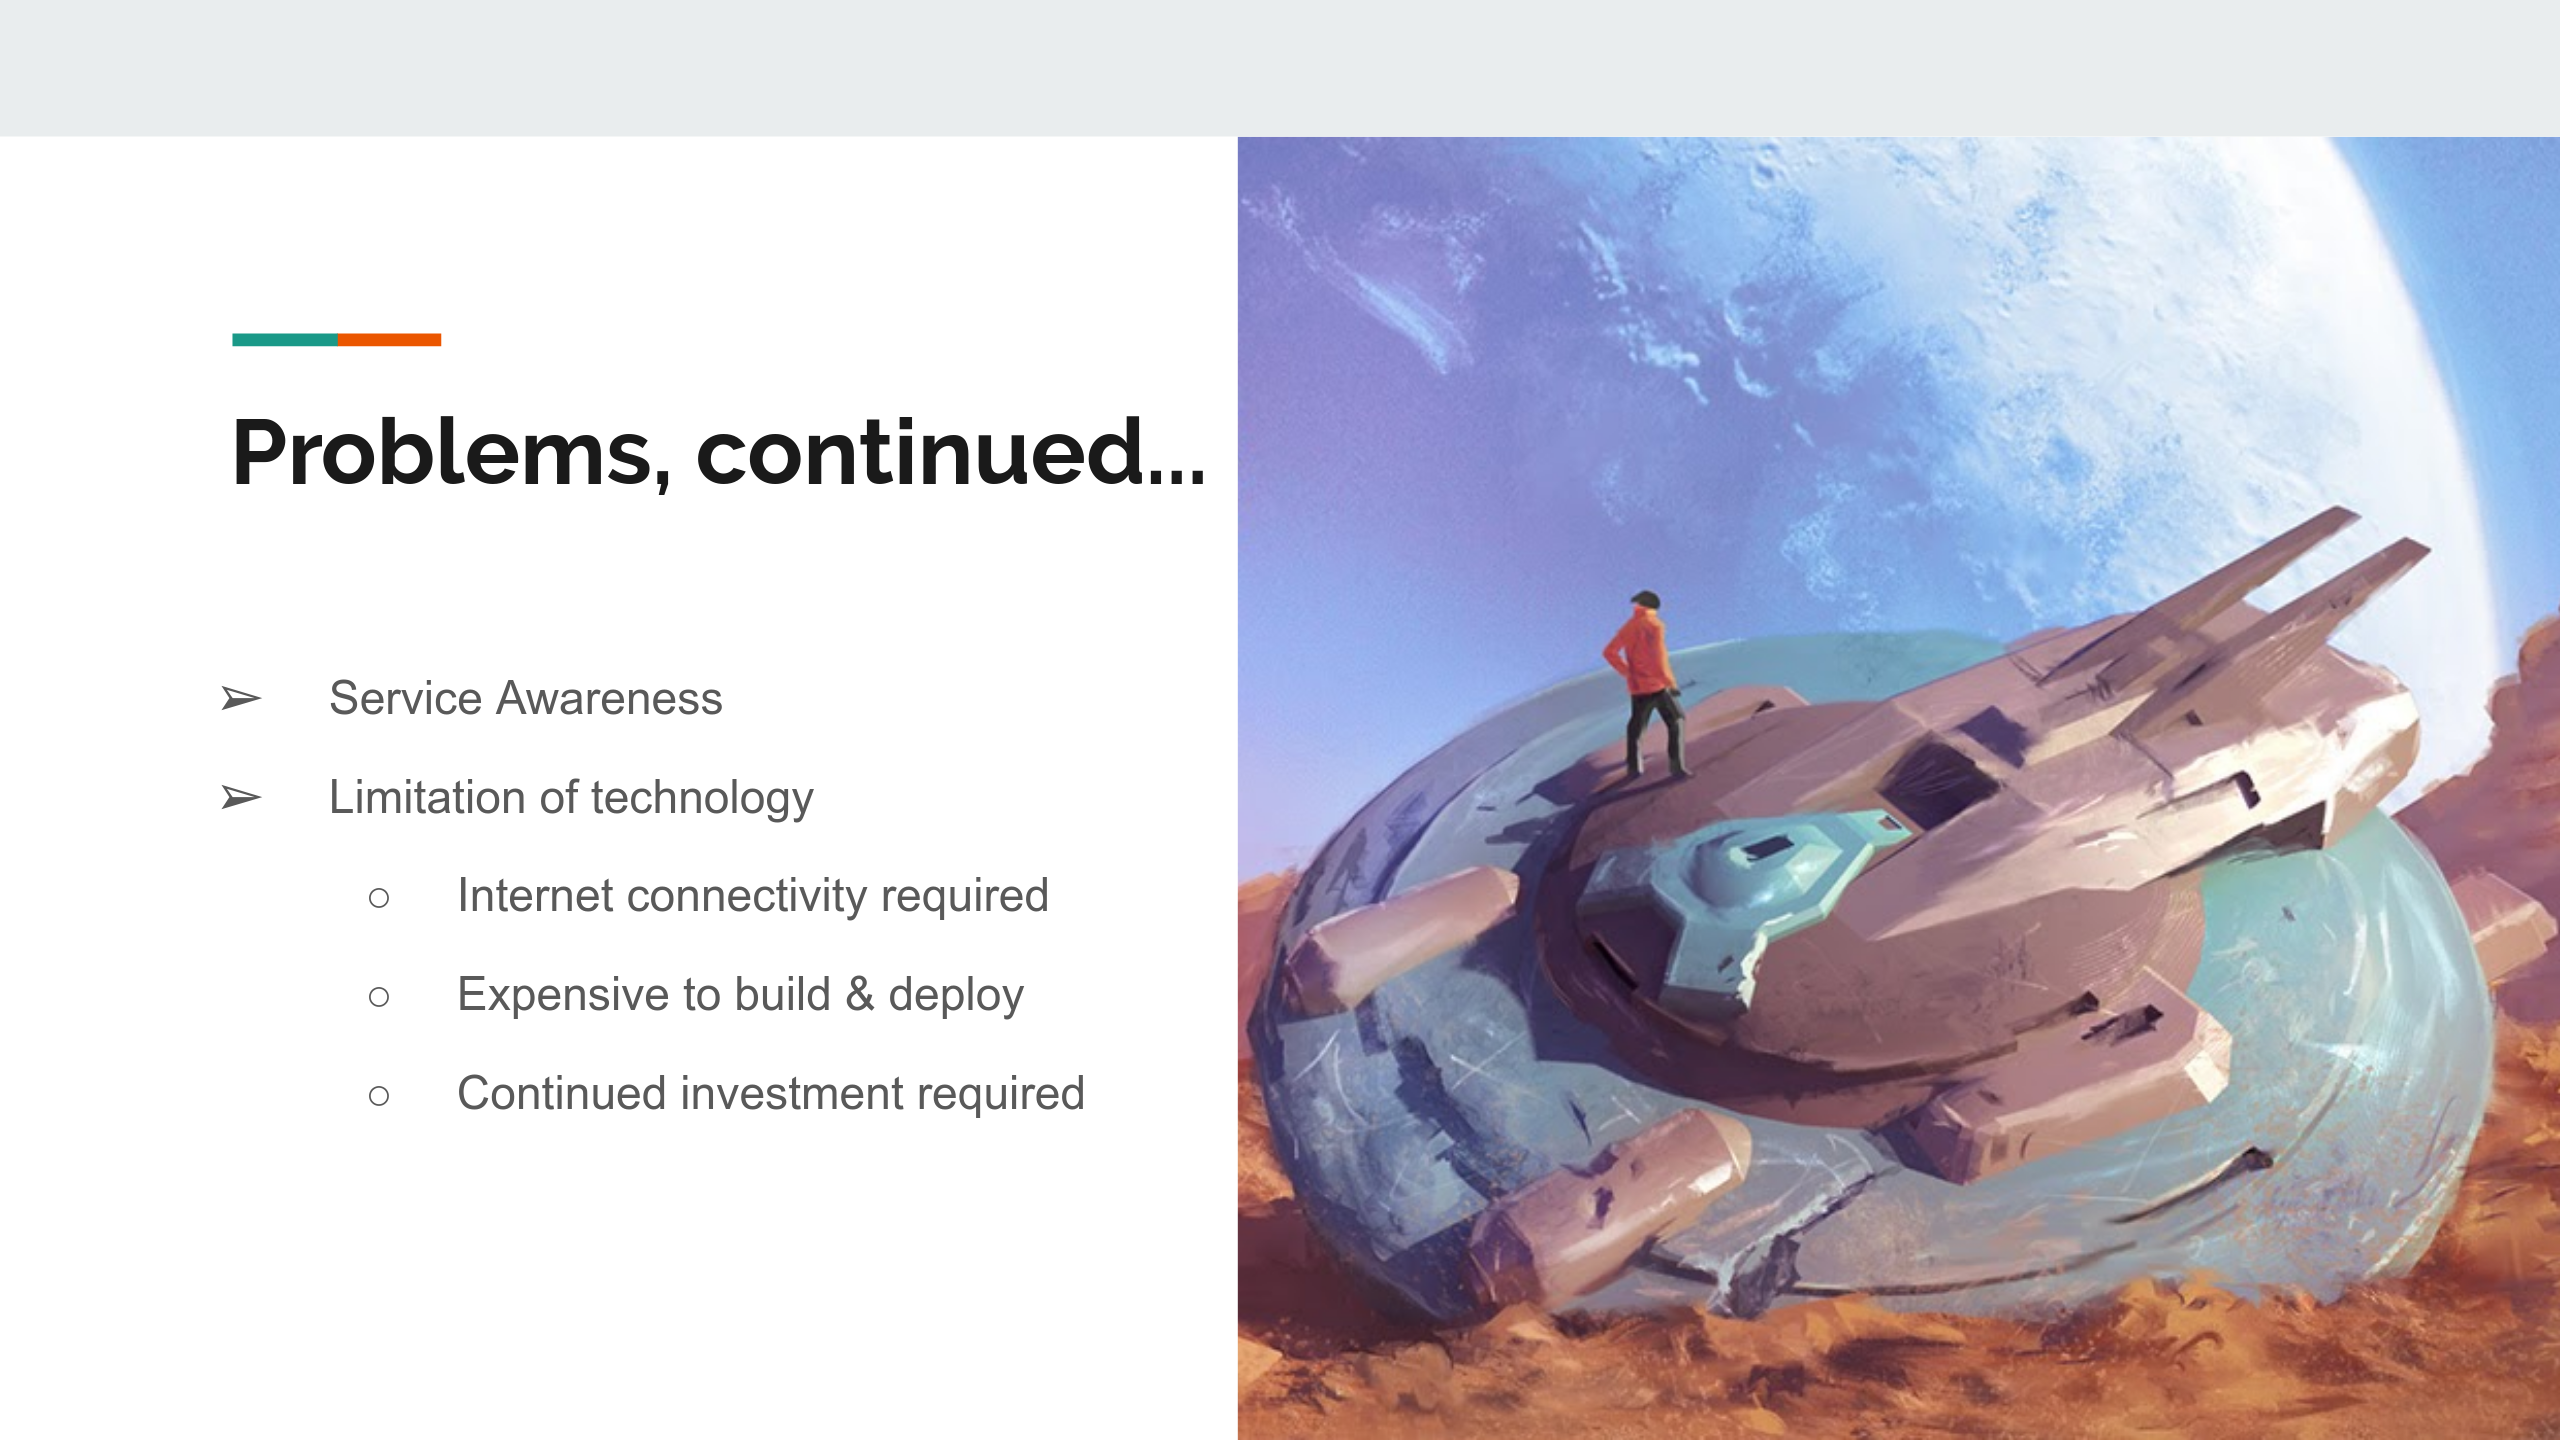 Problems, continued...
➢ Service Awareness
➢ Limitation of technology
○ Internet connectivity required
○ Expensive to build & deploy
○ Continued investment required